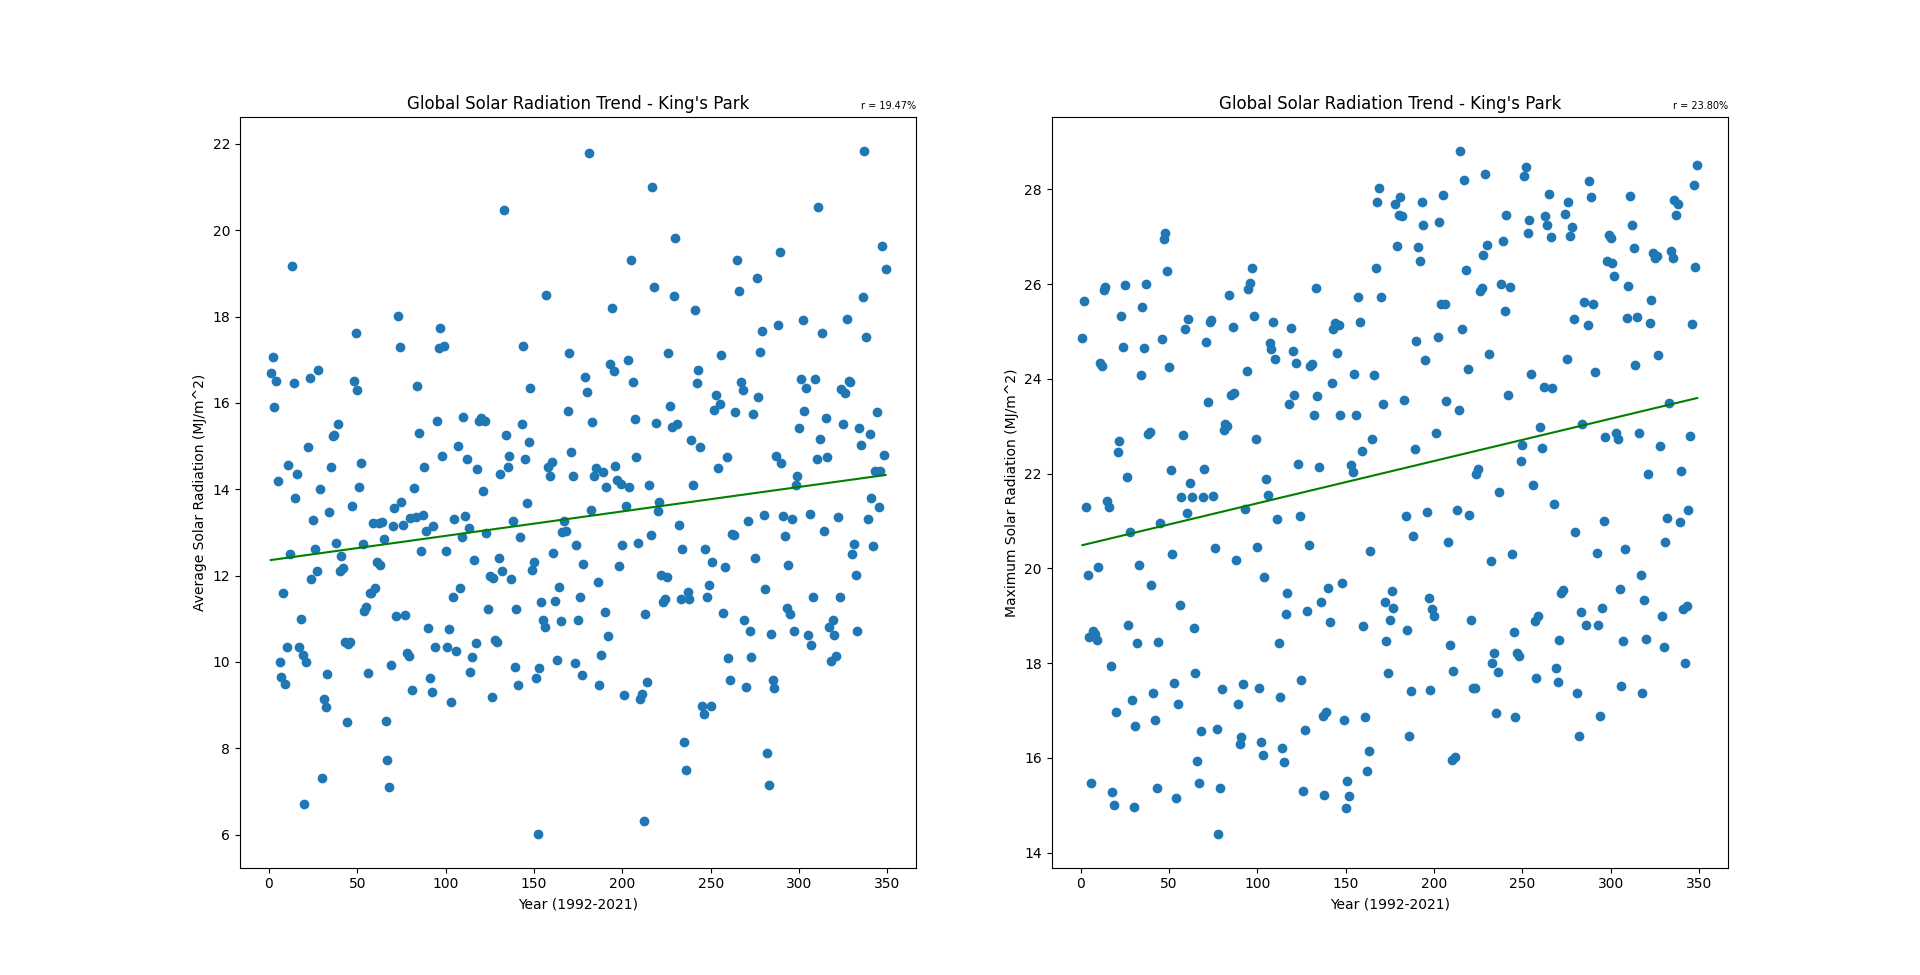 Global Solar Radiation Trend - King's Park
r = 19.47%
22
20
18
16
14
12
10
8
6
Average Solar Radiation (MJ/m^2)
0 50 100 150 200 250 300 350
Year (1992-2021)
Global Solar Radiation Trend - King's Park
r = 23.80%
28
26
24
22
20
18
16
14
Maximum Solar Radiation (MJ/m^2)
0 50 100 150 200 250 300 350
Year (1992-2021)